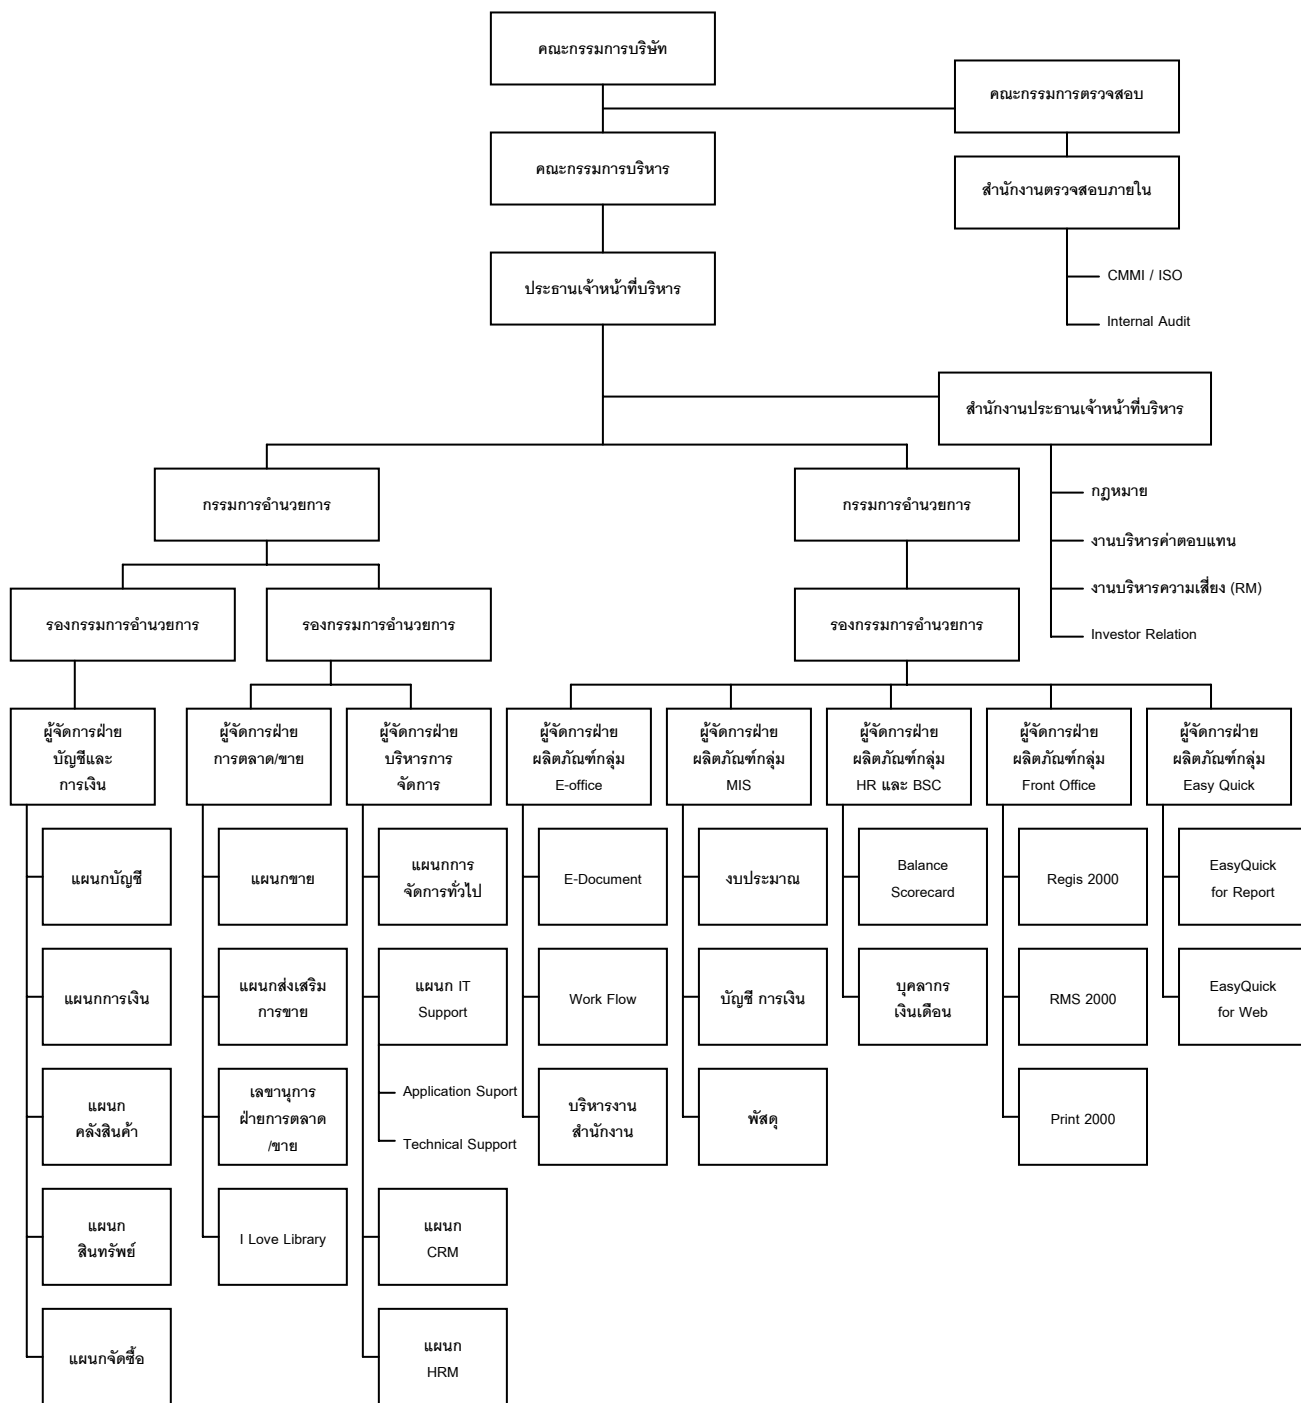 คณะกรรมการบริษัท
คณะกรรมการตรวจสอบ
คณะกรรมการบริหาร
สำนักงานตรวจสอบภายใน
ประธานเจ้าหน้าที่บริหาร
CMMI / ISO
Internal Audit
สำนักงานประธานเจ้าหน้าที่บริหาร
กฎหมาย
งานบริหารค่าตอบแทน
งานบริหารความเสี่ยง (RM)
Investor Relation
กรรมการอำนวยการ
กรรมการอำนวยการ
รองกรรมการอำนวยการ
รองกรรมการอำนวยการ
รองกรรมการอำนวยการ
ผู้จัดการฝ่าย
บัญชีและ
การเงิน
ผู้จัดการฝ่าย
การตลาด/ขาย
ผู้จัดการฝ่าย
บริหารการ
จัดการ
ผู้จัดการฝ่าย
ผลิตภัณฑ์กลุ่ม
E-office
ผู้จัดการฝ่าย
ผลิตภัณฑ์กลุ่ม
MIS
ผู้จัดการฝ่าย
ผลิตภัณฑ์กลุ่ม
HR และ BSC
ผู้จัดการฝ่าย
ผลิตภัณฑ์กลุ่ม
Front Office
ผู้จัดการฝ่าย
ผลิตภัณฑ์กลุ่ม
Easy Quick
แผนกบัญชี
แผนกขาย
แผนกการ
จัดการทั่วไป
E-Document
งบประมาณ
Balance
Scorecard
Regis 2000
EasyQuick
for Report
แผนกการเงิน
แผนกส่งเสริม
การขาย
แผนก IT
Support
Work Flow
บัญชี การเงิน
บุคลากร
เงินเดือน
RMS 2000
EasyQuick
for Web
แผนก
คลังสินค้า
เลขานุการ
ฝ่ายการตลาด
/ขาย
Application Suport
Technical Support
บริหารงาน
สำนักงาน
พัสดุ
Print 2000
แผนก
สินทรัพย์
I Love Library
แผนก
CRM
แผนกจัดซื้อ
แผนก
HRM